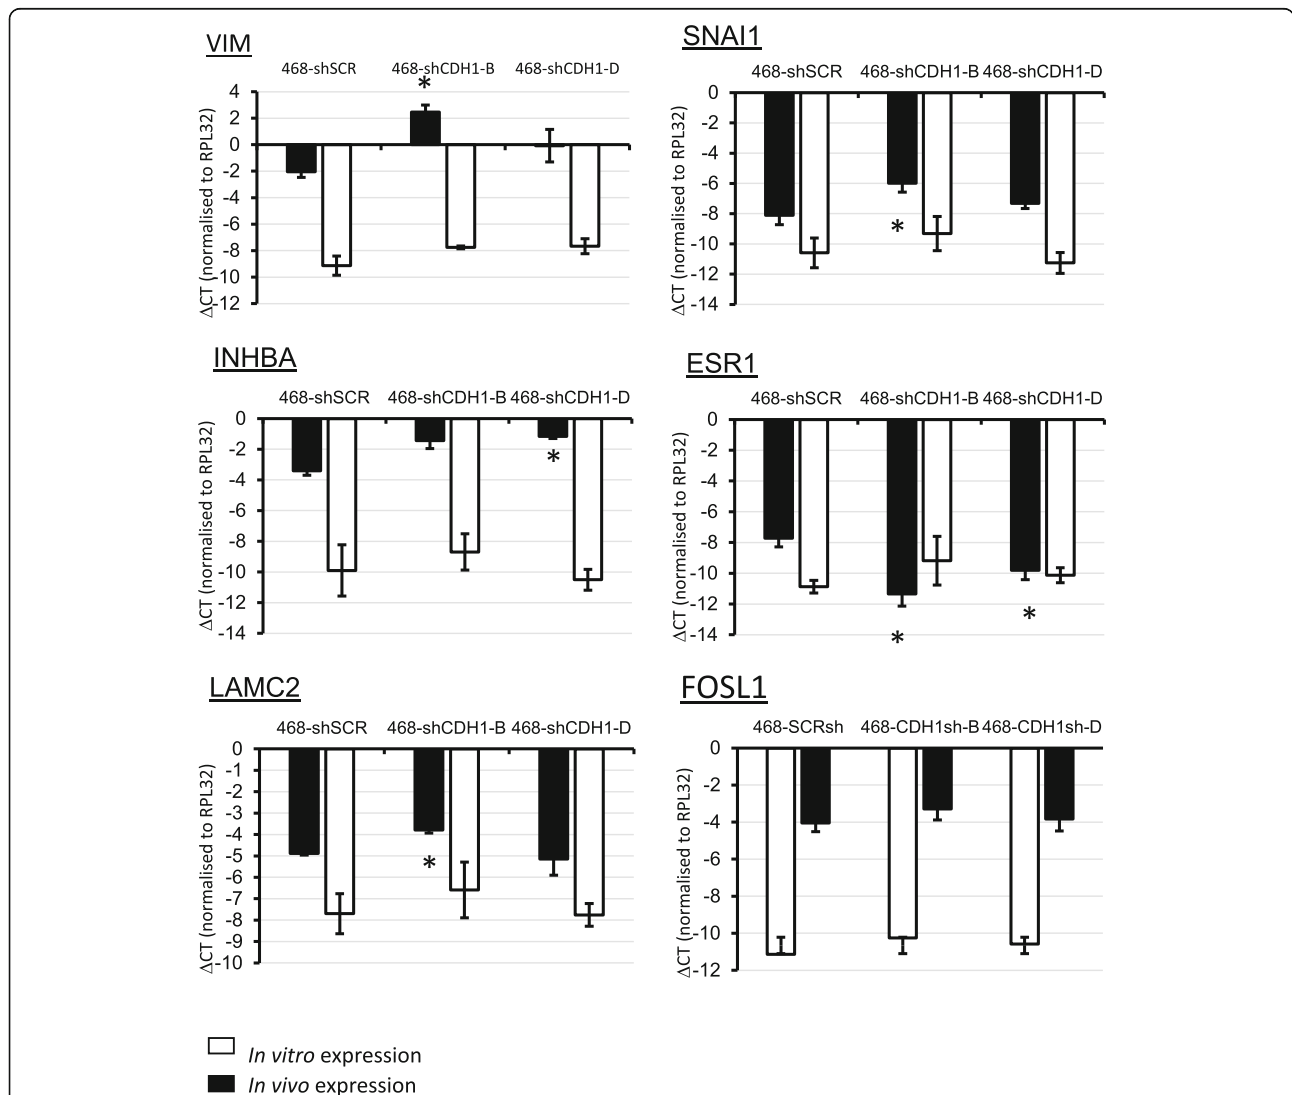 VIM
468-shSCR 468-shCDH1-B 468-shCDH1-D
*
4
2
0
-2
-4
-6
-8
-10
-12
ΔCT (normalised to RPL32)
SNAI1
468-shSCR 468-shCDH1-B 468-shCDH1-D
0
-2
-4
-6
-8
-10
-12
-14
*
ΔCT (normalised to RPL32)
INHBA
468-shSCR 468-shCDH1-B 468-shCDH1-D
0
-2
-4
-6
-8
-10
-12
-14
*
ΔCT (normalised to RPL32)
ESR1
468-shSCR 468-shCDH1-B 468-shCDH1-D
0
-2
-4
-6
-8
-10
-12
-14
*
*
ΔCT (normalised to RPL32)
LAMC2
468-shSCR 468-shCDH1-B 468-shCDH1-D
0
-1
-2
-3
-4
-5
-6
-7
-8
-9
-10
*
ΔCT (normalised to RPL32)
FOSL1
468-SCRsh 468-CDH1sh-B 468-CDH1sh-D
0
-2
-4
-6
-8
-10
-12
ΔCT (normalised to RPL32)
In vitro expression
In vivo expression